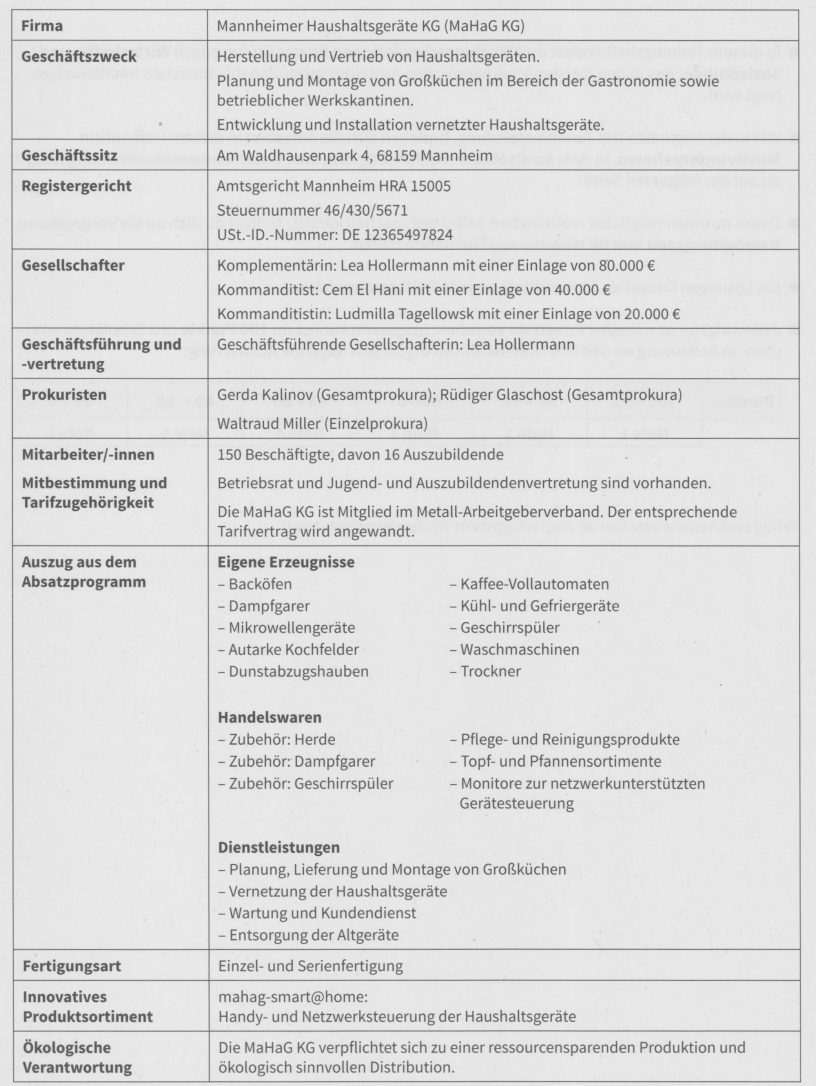 Firma Mannheimer Haushaltsgeräte KG (MaHaG KG)
Geschäftszweck Herstellung und Vertrieb von Haushaltsgeräten.
Planung und Montage von Großküchen im Bereich der Gastronomie sowie
betrieblicher Werkskantinen.
Entwicklung und Installation vernetzter Haushaltsgeräte.
Geschäftssitz Am Waldhausenpark 4, 68159 Mannheim
Registergericht Amtsgericht Mannheim HRA 15005
Steuernummer 46/430/5671
USt.-ID.-Nummer: DE 12365497824
Gesellschafter Komplementärin: Lea Hollermann mit einer Einlage von 80.000 €
Kommanditist: Cem El Hani mit einer Einlage von 40.000 €
Kommanditistin: Ludmilla Tagellowsk mit einer Einlage von 20.000 €
Geschäftsführung und Geschäftsführende Gesellschafterin: Lea Hollermann
-vertretung
Prokuristen Gerda Kalinov (Gesamtprokura); Rüdiger Glaschost (Gesamtprokura)
Waltraud Miller (Einzelprokura)
Mitarbeiter/-innen 150 Beschäftigte, davon 16 Auszubildende
Mitbestimmung und Betriebsrat und Jugend- und Auszubildendenvertretung sind vorhanden.
Tarifzugehörigkeit
Die MaHaG KG ist Mitglied im Metall-Arbeitgeberverband. Der entsprechende
Tarifvertrag wird angewandt.
Auszug aus dem Eigene Erzeugnisse
Absatzprogramm – Backöfen – Kaffee-Vollautomaten
– Dampfgarer – Kühl- und Gefriergeräte
– Mikrowellengeräte – Geschirrspüler
– Autarke Kochfelder – Waschmaschinen
– Dunstabzugshauben – Trockner
Handelswaren
– Zubehör: Herde – Pflege- und Reinigungsprodukte
– Zubehör: Dampfgarer – Topf- und Pfannensortimente
– Zubehör: Geschirrspüler – Monitore zur netzwerkunterstützten
Gerätesteuerung
Dienstleistungen
– Planung, Lieferung und Montage von Großküchen
– Vernetzung der Haushaltsgeräte
– Wartung und Kundendienst
– Entsorgung der Altgeräte
Fertigungsart Einzel- und Serienfertigung
Innovatives mahag-smart@home:
Produktsortiment Handy- und Netzwerksteuerung der Haushaltsgeräte
Ökologische Die MaHaG KG verpflichtet sich zu einer ressourcensparenden Produktion und
Verantwortung ökologisch sinnvollen Distribution.